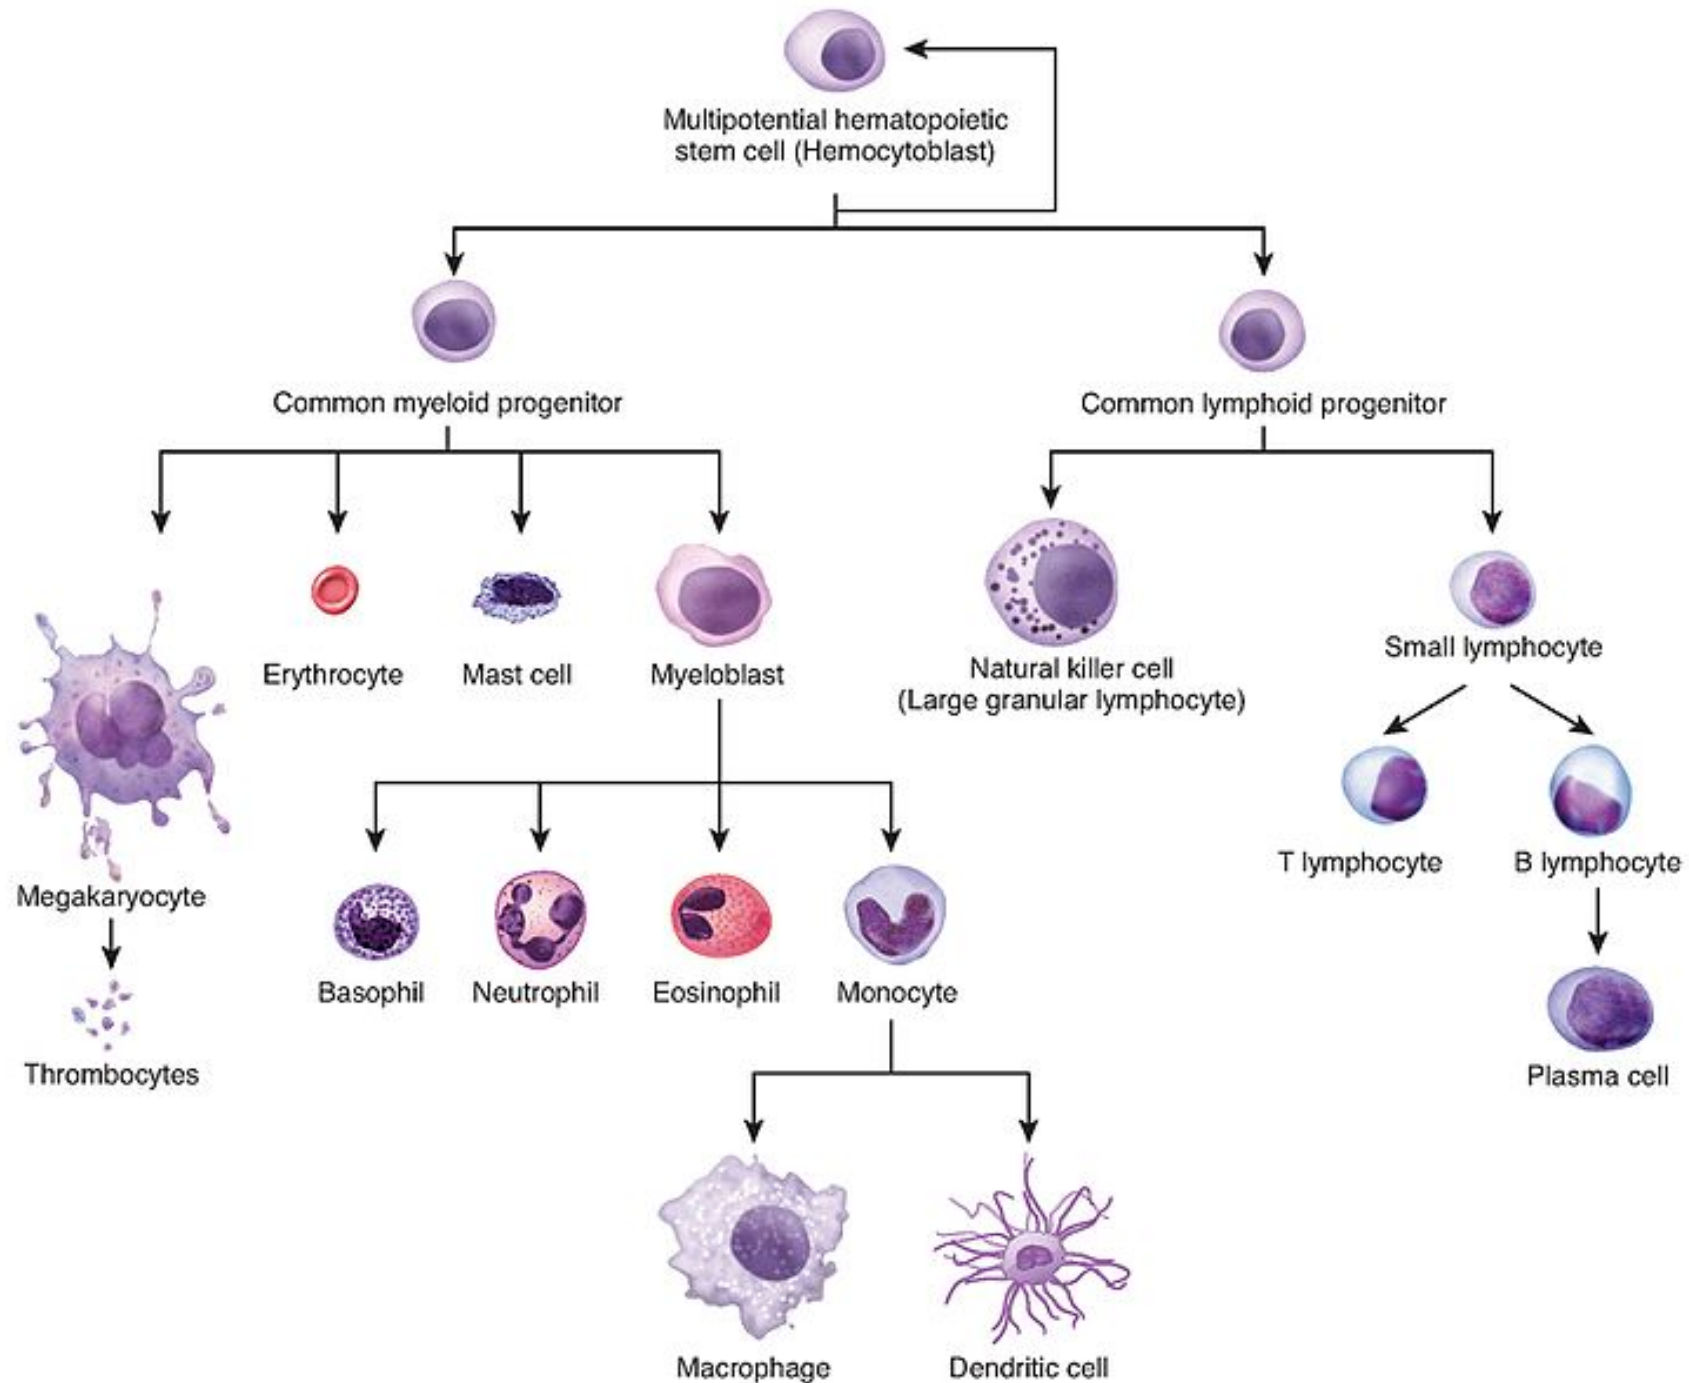 Multipotential hematopoietic
stem cell (Hemocytoblast)
Common myeloid progenitor
Common lymphoid progenitor
Erythrocyte
Mast cell
Myeloblast
Natural killer cell
(Large granular lymphocyte)
Small lymphocyte
T lymphocyte
B lymphocyte
Megakaryocyte
Basophil
Neutrophil
Eosinophil
Monocyte
Thrombocytes
Plasma cell
Macrophage
Dendritic cell